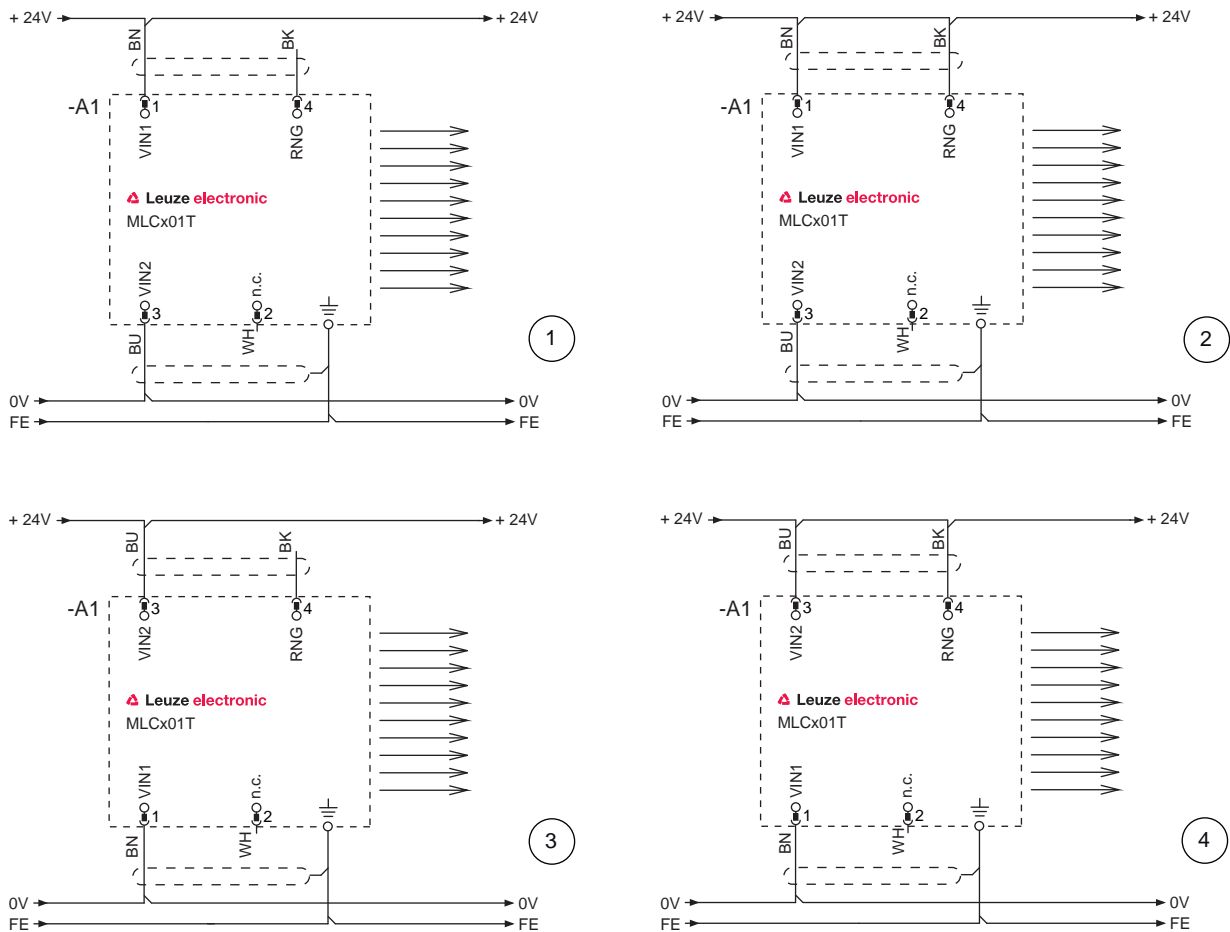 + 24V
+ 24V
BN
BK
-A1
1
4
VIN1
RNG
Leuze electronic
MLCx01T
VIN2
n.c.
3
2
BU
WH
1
0V
0V
FE
FE
+ 24V
+ 24V
BN
BK
-A1
1
4
VIN1
RNG
Leuze electronic
MLCx01T
VIN2
n.c.
3
2
BU
WH
2
0V
0V
FE
FE
+ 24V
+ 24V
BU
BK
-A1
3
4
VIN2
RNG
Leuze electronic
MLCx01T
VIN1
n.c.
1
2
BN
WH
3
0V
0V
FE
FE
+ 24V
+ 24V
BU
BK
-A1
3
4
VIN2
RNG
Leuze electronic
MLCx01T
VIN1
n.c.
1
2
BN
WH
4
0V
0V
FE
FE